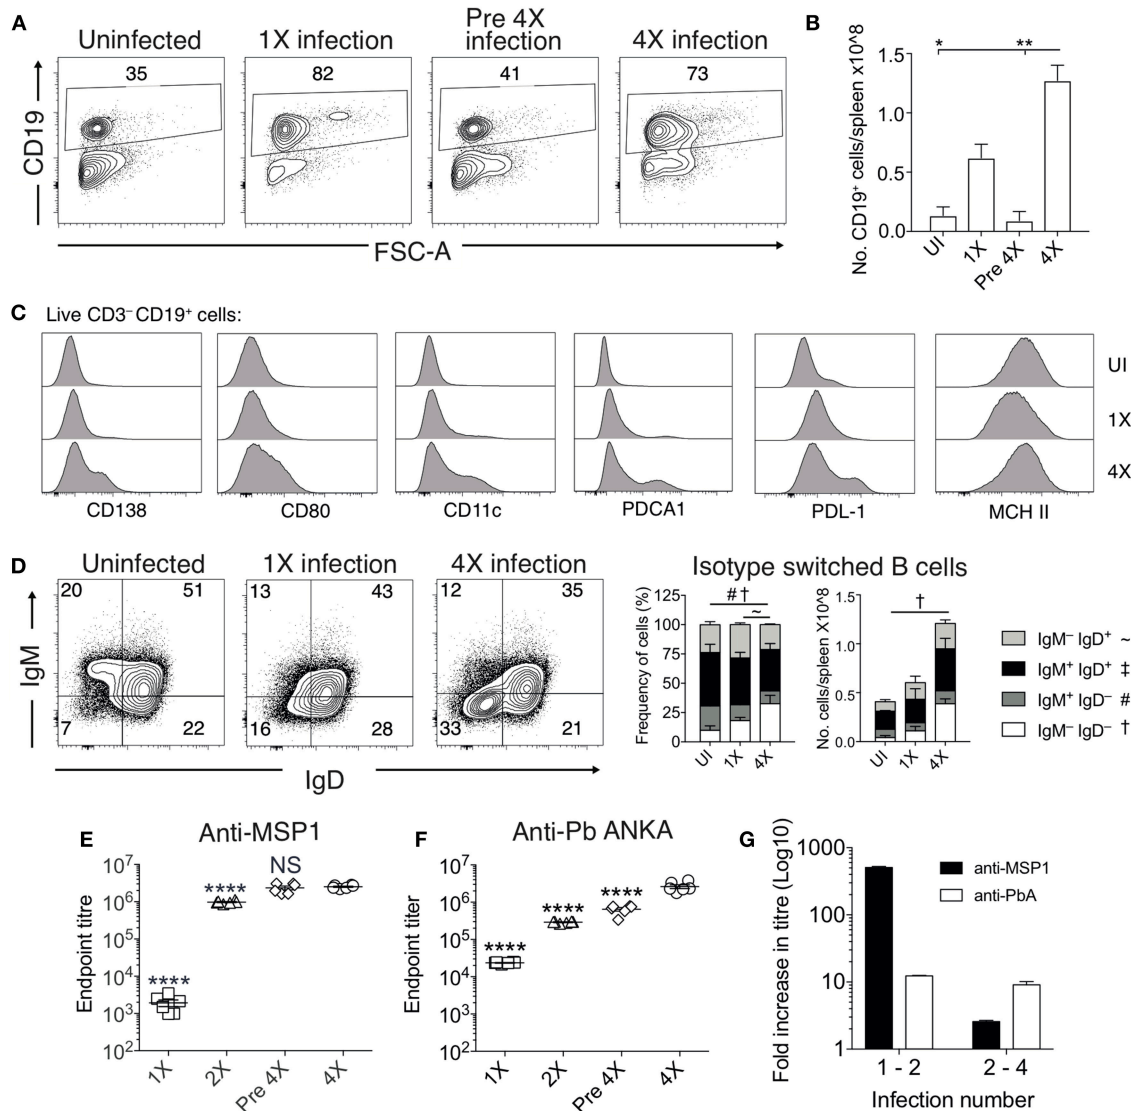 A
Uninfected
1X infection
Pre 4X
infection
4X infection
35
82
41
73
CD19
FSC-A
B
No. CD19⁺ cells/spleen x10^8
1.5
1.0
0.5
0.0
*
**
UI
1X
Pre 4X
4X
C
Live CD3⁻ CD19⁺ cells:
UI
1X
4X
CD138
CD80
CD11c
PDCA1
PDL-1
MCH II
D
Uninfected
1X infection
4X infection
20
51
7
22
13
43
16
28
12
35
33
21
IgM
IgD
Isotype switched B cells
Frequency of cells (%)
125
100
75
50
25
0
# †
~
UI
1X
4X
No. cells/spleen X10^8
1.5
1.0
0.5
0.0
†
UI
1X
4X
IgM⁻ IgD⁺ ~
IgM⁺ IgD⁺ ‡
IgM⁺ IgD⁻ #
IgM⁻ IgD⁻ †
E
Anti-MSP1
Endpoint titre
10⁷
10⁶
10⁵
10⁴
10³
10²
****
****
NS
1X
2X
Pre 4X
4X
F
Anti-Pb ANKA
Endpoint titer
10⁷
10⁶
10⁵
10⁴
10³
10²
****
****
****
1X
2X
Pre 4X
4X
G
Fold increase in titre (Log10)
1000
100
10
1
anti-MSP1
anti-PbA
1 - 2
2 - 4
Infection number